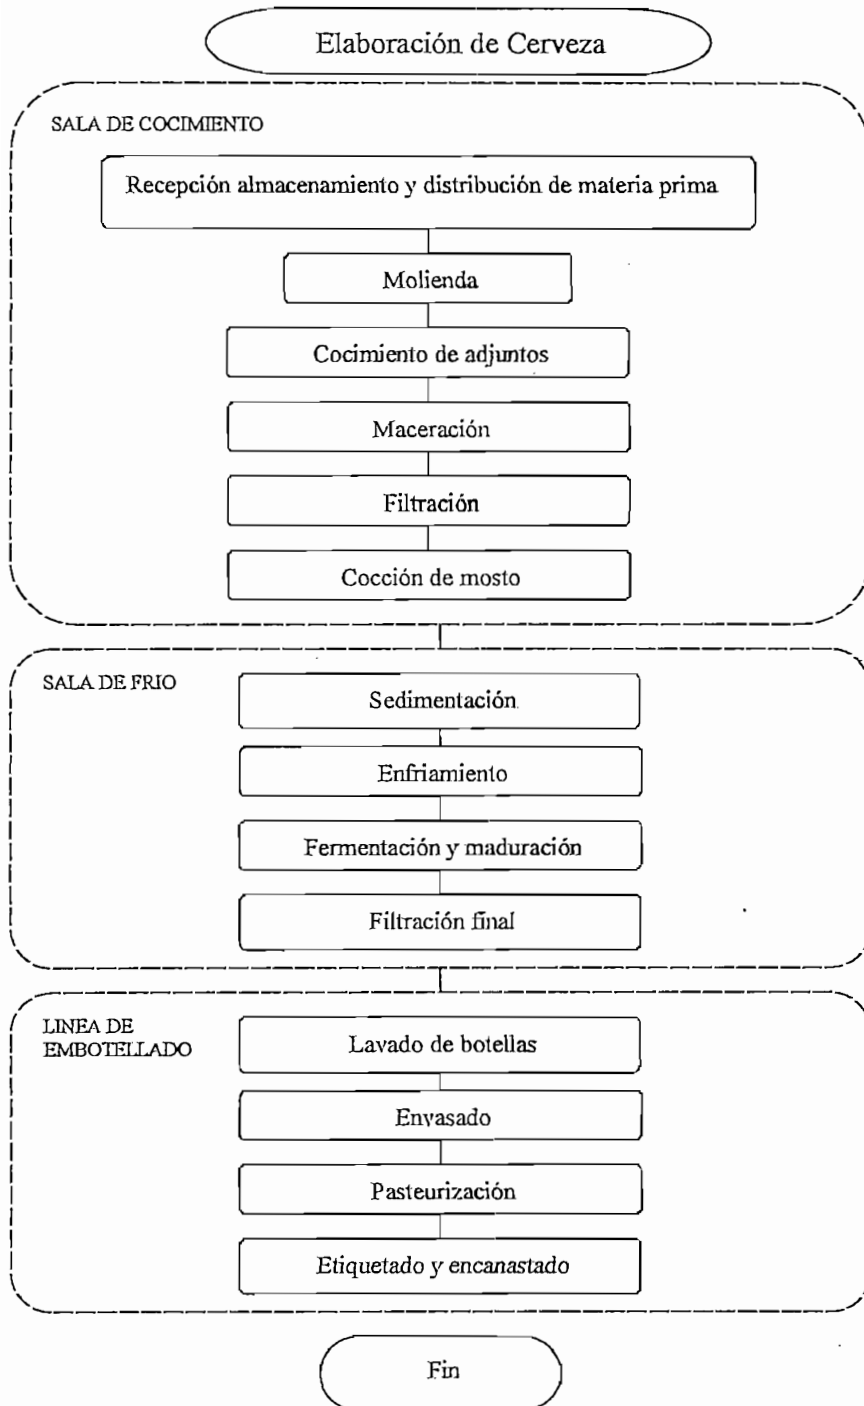 Elaboración de Cerveza
SALA DE COCIMIENTO
Recepción almacenamiento y distribución de materia prima
Molienda
Cocimiento de adjuntos
Maceración
Filtración
Cocción de mosto
SALA DE FRIO
Sedimentación
Enfriamiento
Fermentación y maduración
Filtración final
LINEA DE
EMBOTELLADO
Lavado de botellas
Envasado
Pasteurización
Etiquetado y encanastado
Fin